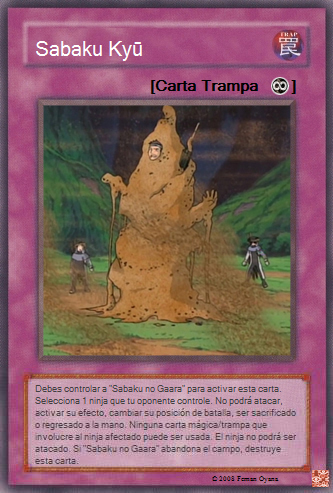 Sabaku Kyū
TRAP
罠
[Carta Trampa ]
Debes controlar a "Sabaku no Gaara" para activar esta carta.
Selecciona 1 ninja que tu oponente controle. No podrá atacar,
activar su efecto, cambiar su posición de batalla, ser sacrificado
o regresado a la mano. Ninguna carta mágica/trampa que
involucre al ninja afectado puede ser usada. El ninja no podrá ser
atacado. Si "Sabaku no Gaara" abandona el campo, destruye
esta carta.
© 2008 Ferran Oyana